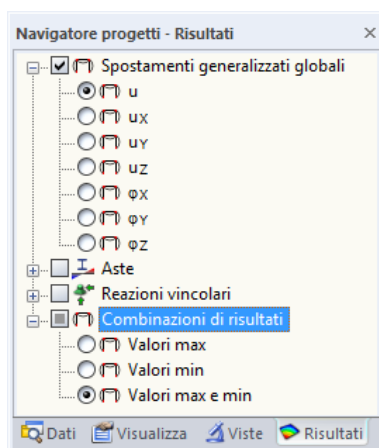 Navigatore progetti - Risultati
Spostamenti generalizzati globali
u
uX
uY
uZ
φX
φY
φZ
Aste
Reazioni vincolari
Combinazioni di risultati
Valori max
Valori min
Valori max e min
Dati Visualizza Viste Risultati